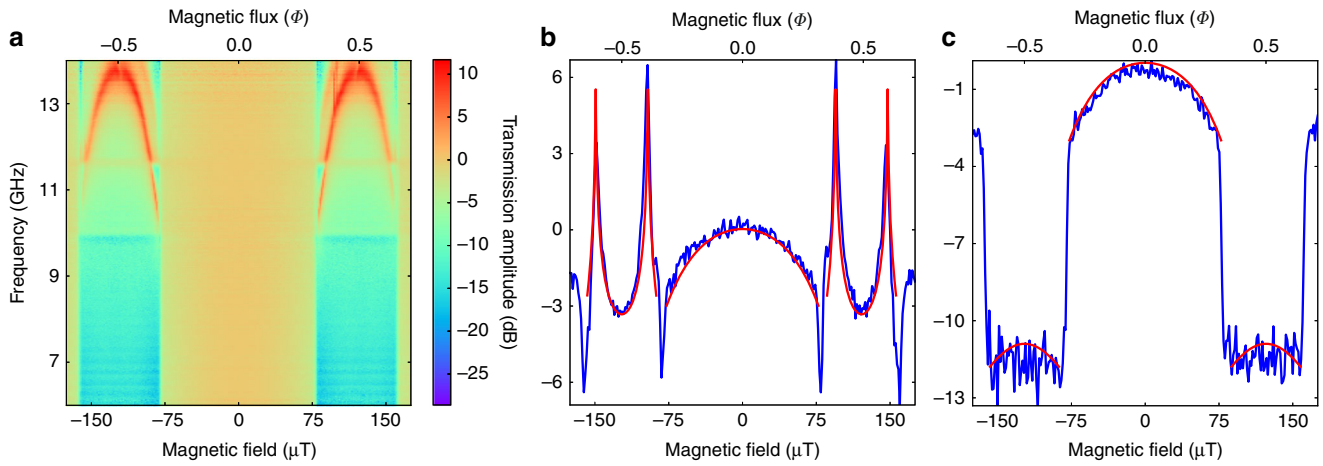 a
Magnetic flux (Φ)
–0.5 0.0 0.5
13
11
9
7
Frequency (GHz)
–150 –75 0 75 150
Magnetic field (μT)
10
5
0
–5
–10
–15
–20
–25
Transmission amplitude (dB)
b
Magnetic flux (Φ)
–0.5 0.0 0.5
6
3
0
–3
–6
–150 –75 0 75 150
Magnetic field (μT)
c
Magnetic flux (Φ)
–0.5 0.0 0.5
–1
–4
–7
–10
–13
–150 –75 0 75 150
Magnetic field (μT)